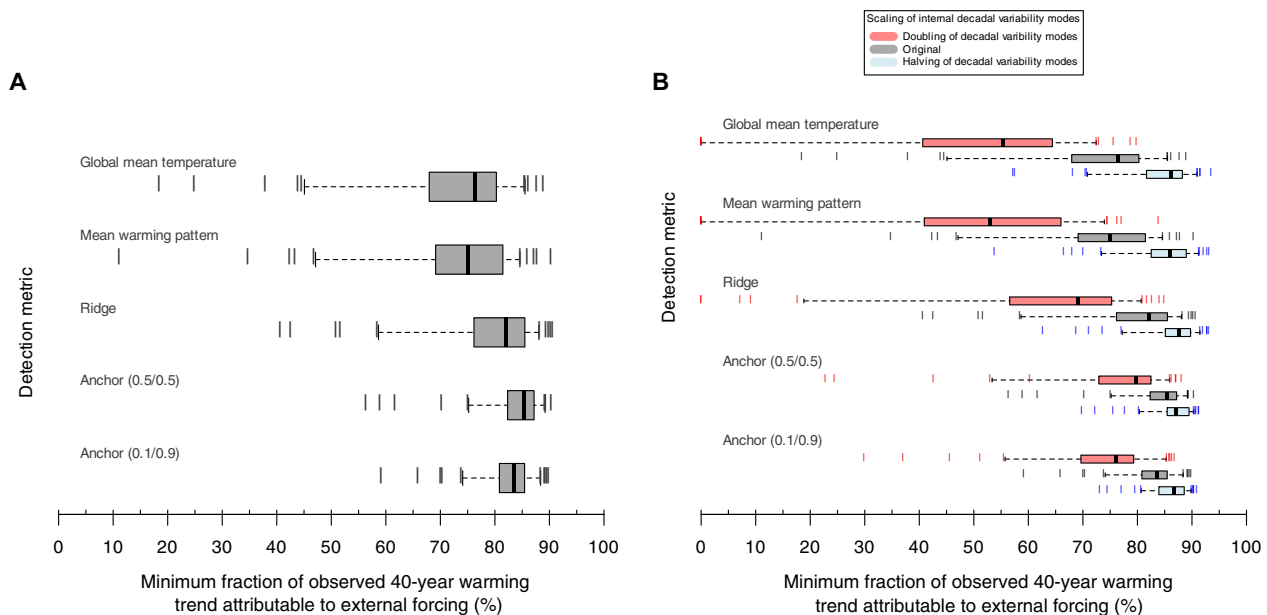 A
Global mean temperature
Mean warming pattern
Ridge
Anchor (0.5/0.5)
Anchor (0.1/0.9)
Detection metric
0 10 20 30 40 50 60 70 80 90 100
Minimum fraction of observed 40-year warming
trend attributable to external forcing (%)
Scaling of internal decadal variability modes
Doubling of decadal varibility modes
Original
Halving of decadal variability modes
B
Global mean temperature
Mean warming pattern
Ridge
Anchor (0.5/0.5)
Anchor (0.1/0.9)
Detection metric
0 10 20 30 40 50 60 70 80 90 100
Minimum fraction of observed 40-year warming
trend attributable to external forcing (%)